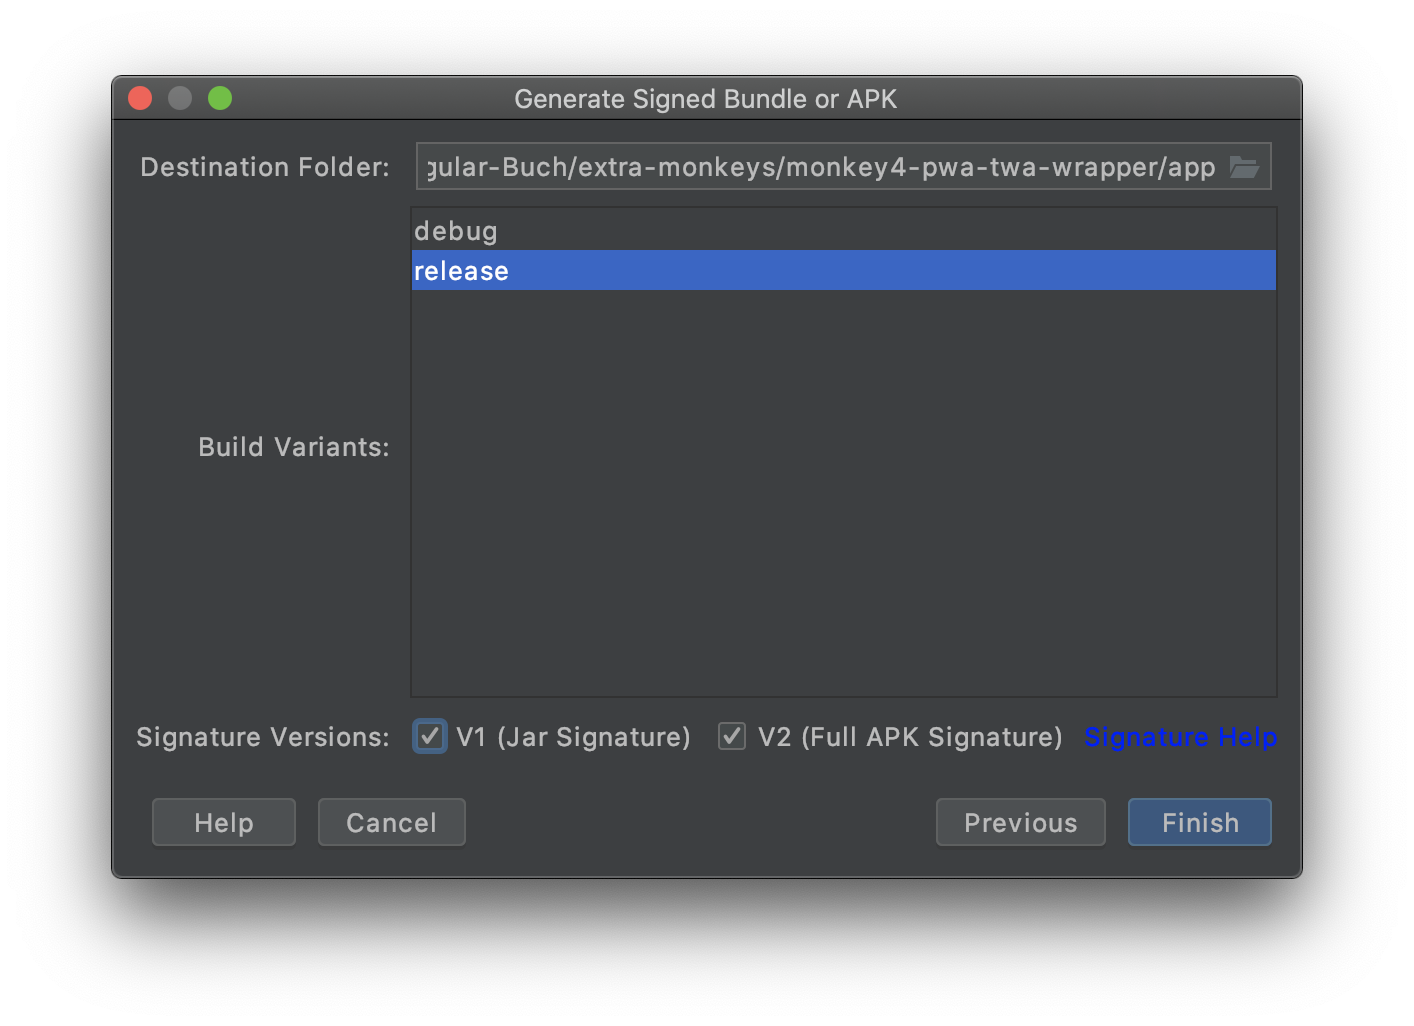 Generate Signed Bundle or APK
Destination Folder: gular-Buch/extra-monkeys/monkey4-pwa-twa-wrapper/app
debug
release
Build Variants:
Signature Versions: V1 (Jar Signature) V2 (Full APK Signature) Signature Help
Help Cancel Previous Finish